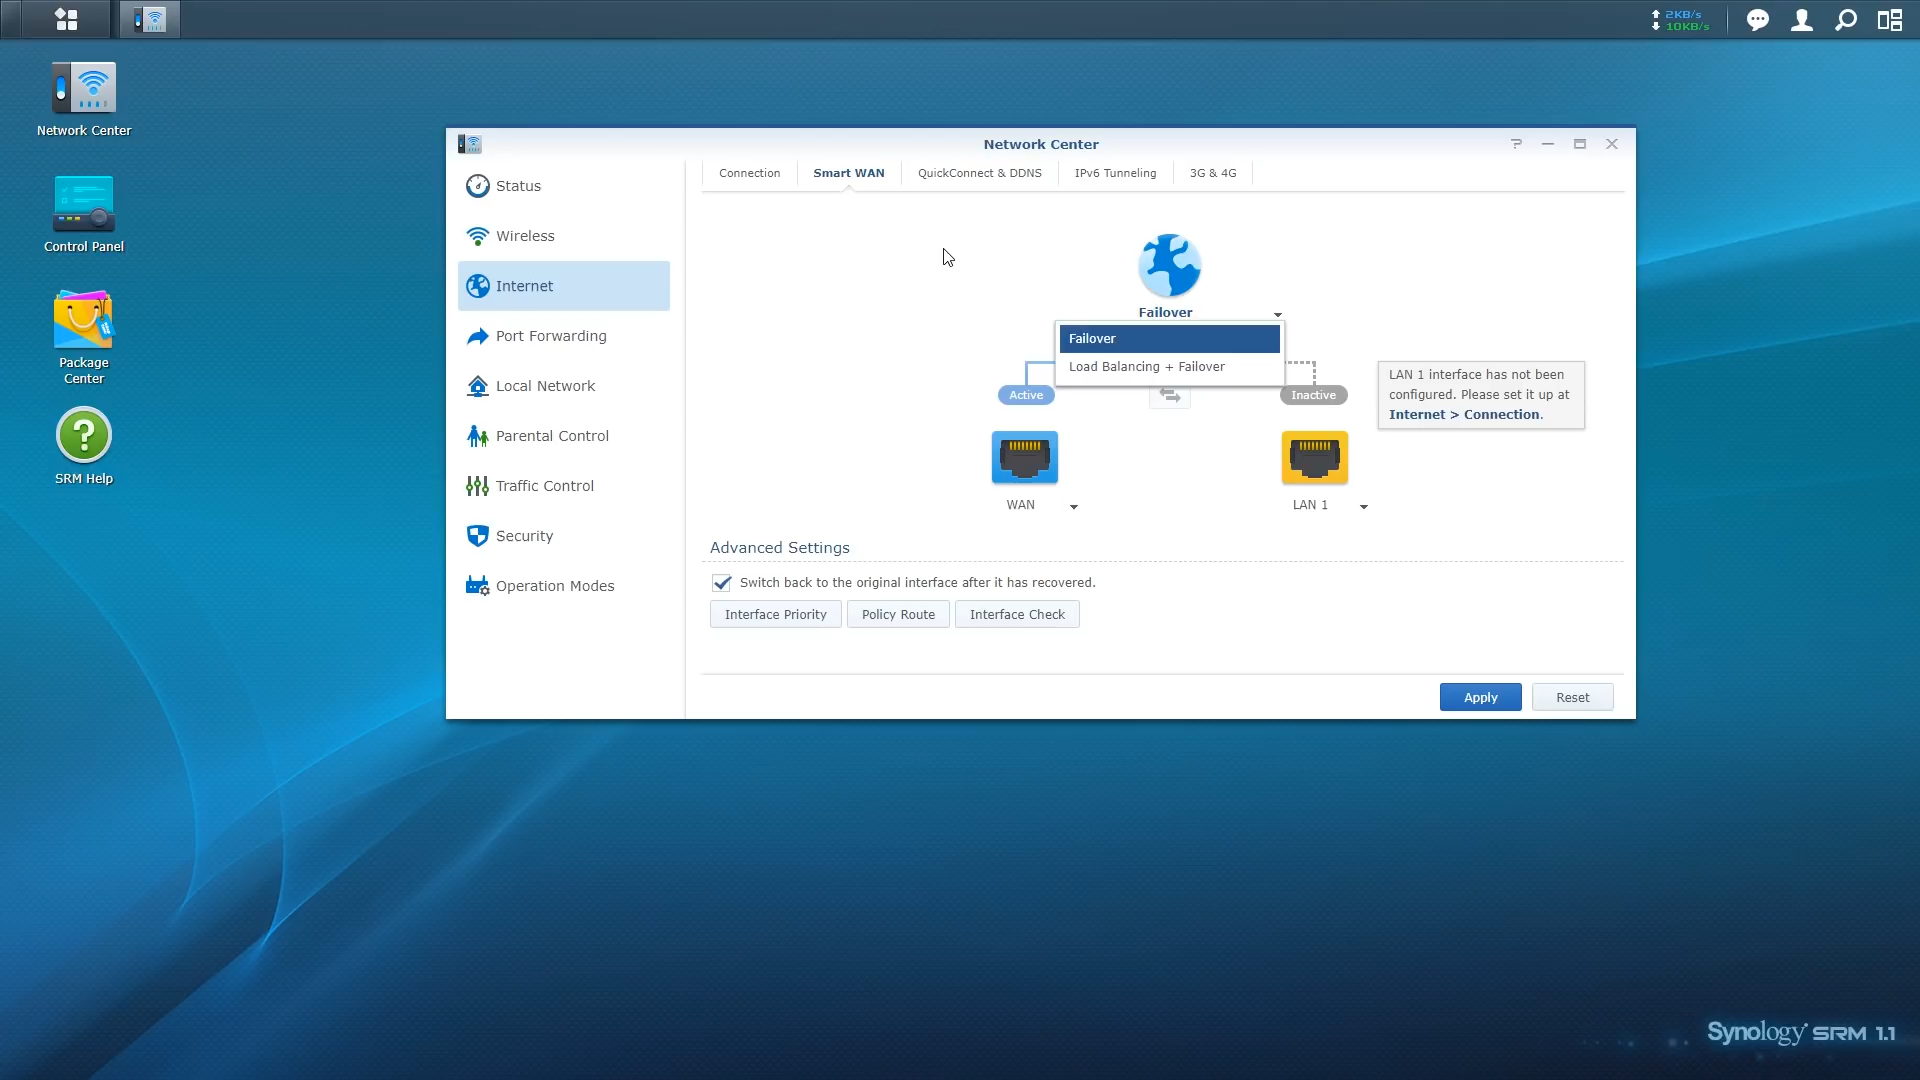 2KB/s
10KB/s
Network Center
Control Panel
Package
Center
SRM Help
Network Center
Status
Wireless
Internet
Port Forwarding
Local Network
Parental Control
Traffic Control
Security
Operation Modes
Connection
Smart WAN
QuickConnect & DDNS
IPv6 Tunneling
3G & 4G
Failover
Failover
Load Balancing + Failover
Active
Inactive
LAN 1 interface has not been
configured. Please set it up at
Internet > Connection.
WAN
LAN 1
Advanced Settings
Switch back to the original interface after it has recovered.
Interface Priority
Policy Route
Interface Check
Apply
Reset
Synology SRM 1.1